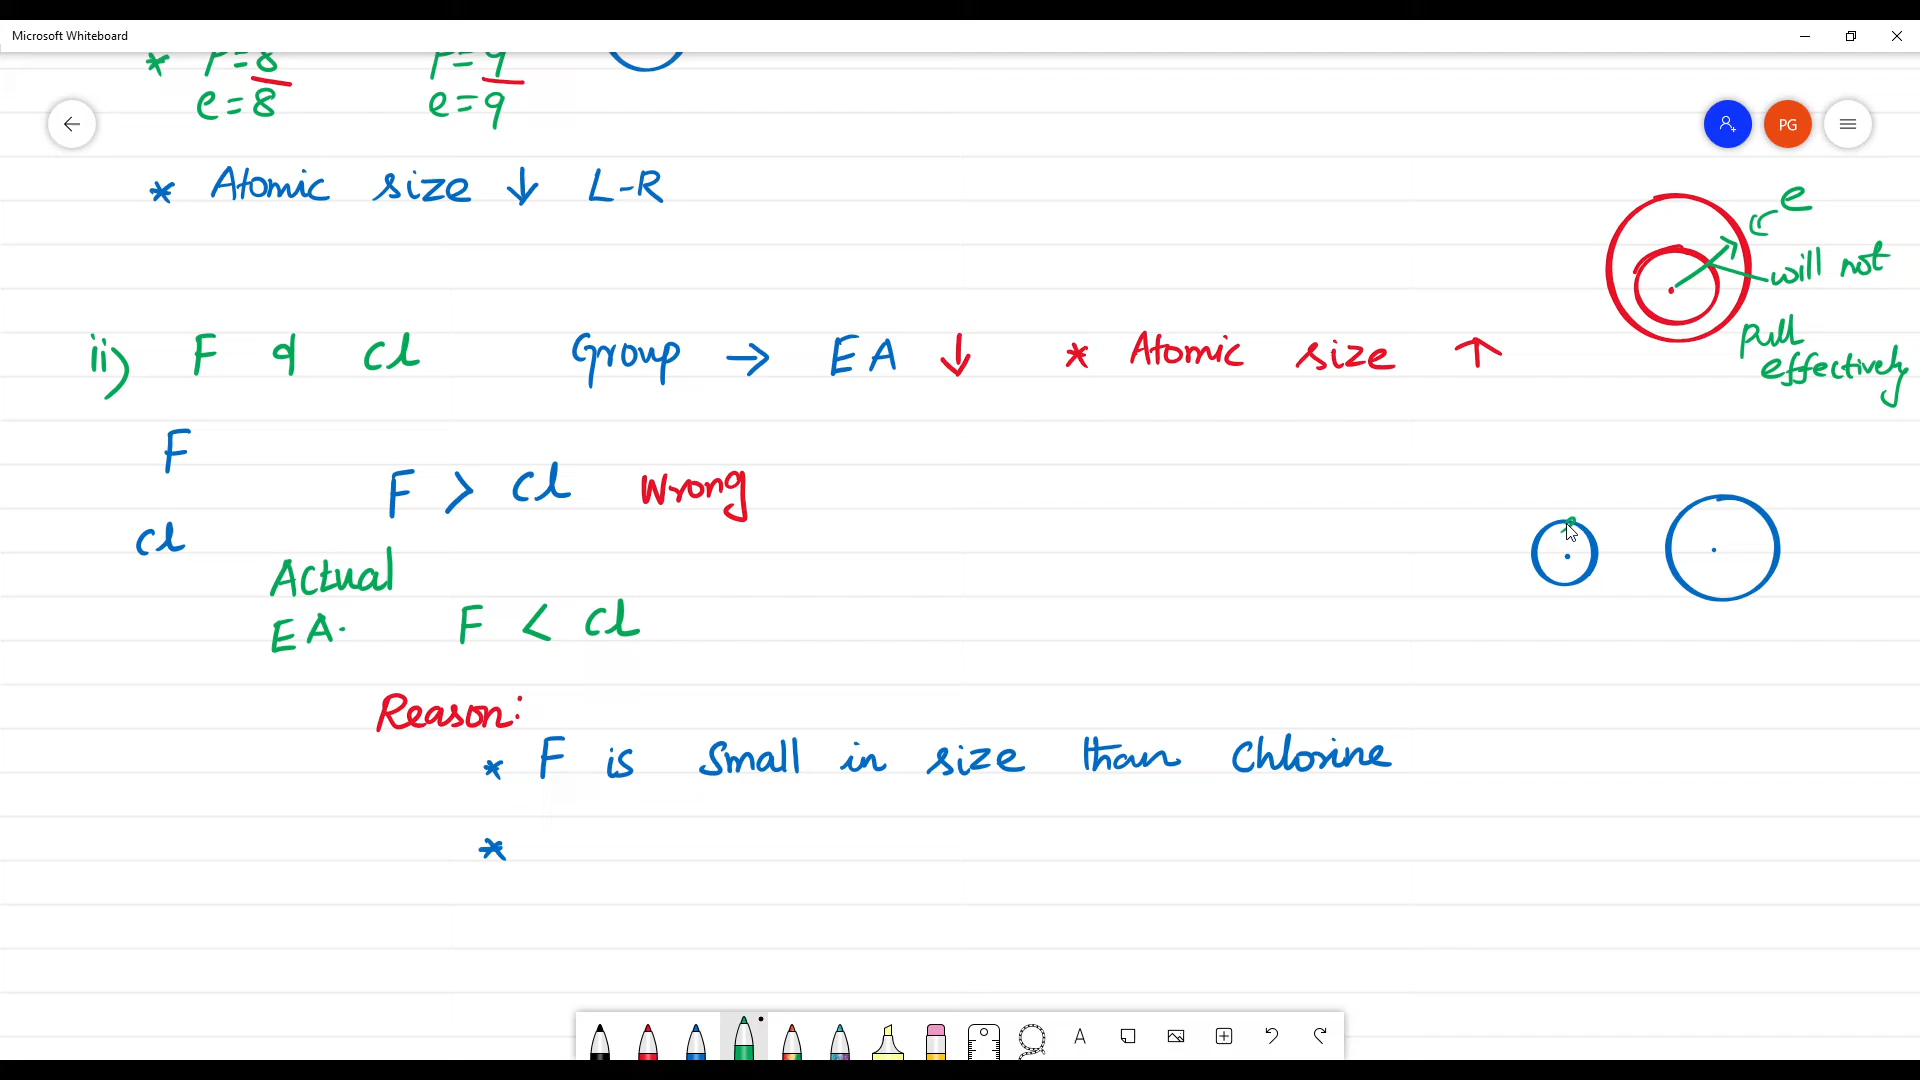 Microsoft Whiteboard
* P=8 P=9
e=8 e=9
PG
* Atomic size ↓ L-R
e
will not
pull
effectively
ii) F & Cl Group → EA ↓ * Atomic size ↑
F
F > Cl Wrong
Cl
Actual
EA. F < Cl
Reason:
* F is small in size than Chlorine
*